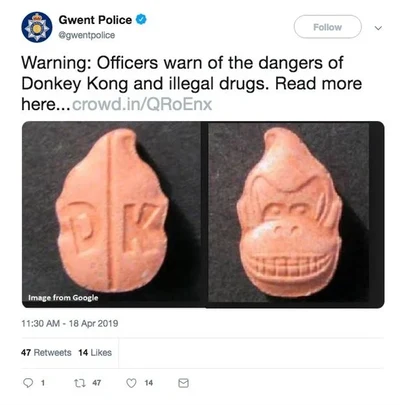 Gwent Police
@gwentpolice
Follow
Warning: Officers warn of the dangers of
Donkey Kong and illegal drugs. Read more
here...crowd.in/QRoEnx
D K
Image from Google
11:30 AM - 18 Apr 2019
47 Retweets 14 Likes
1 47 14